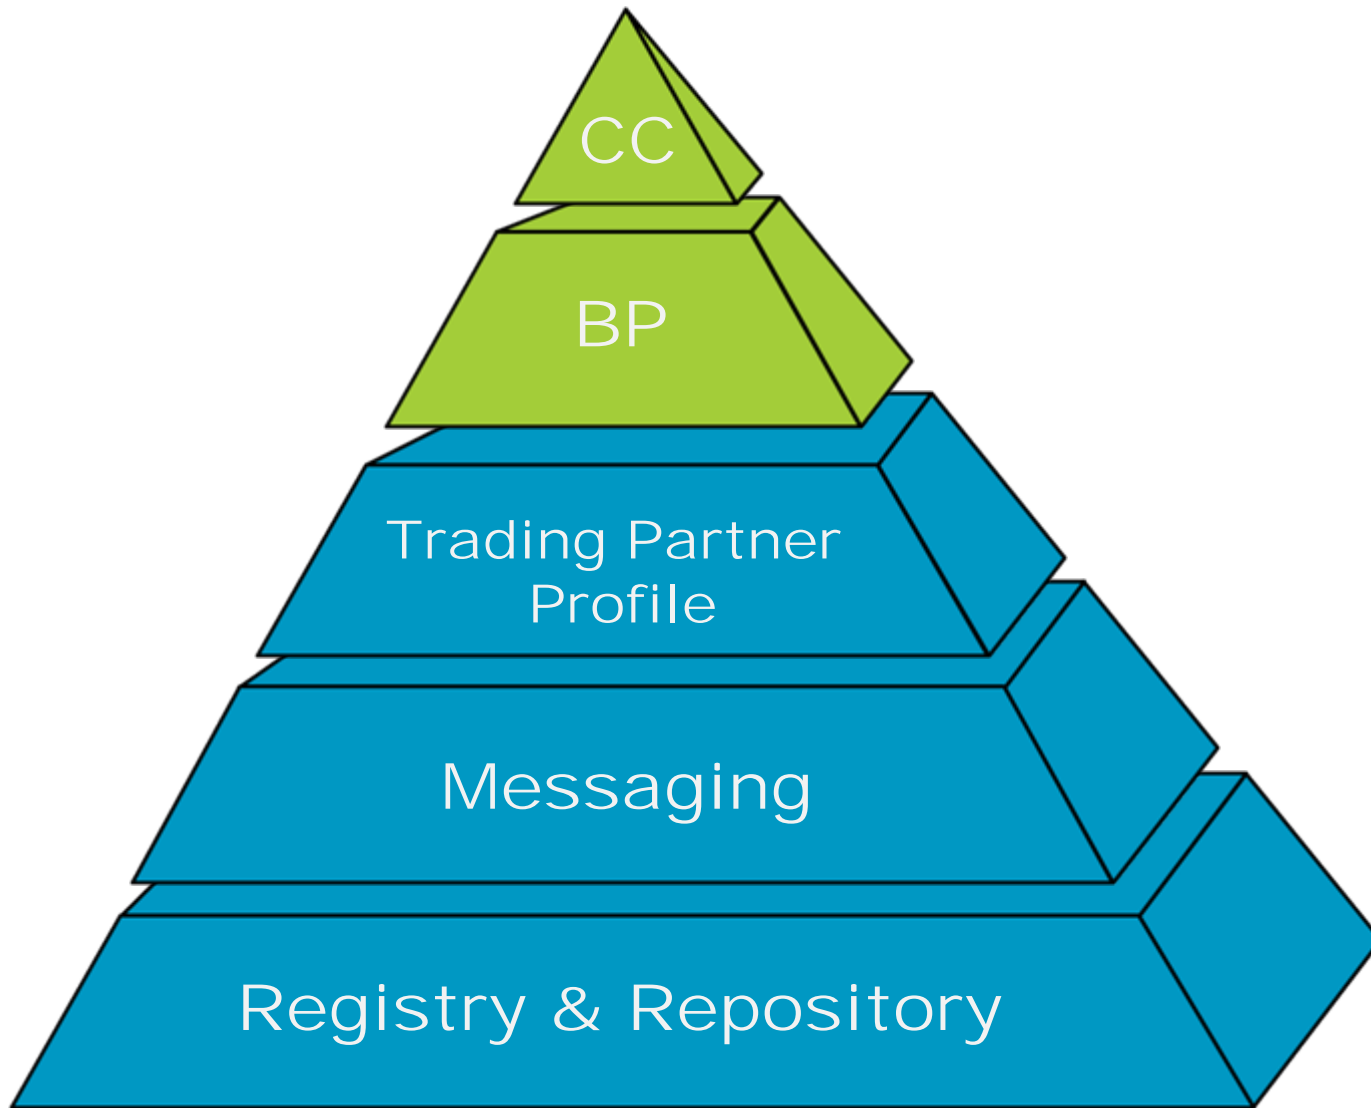 CC
BP
Trading Partner
Profile
Messaging
Registry & Repository